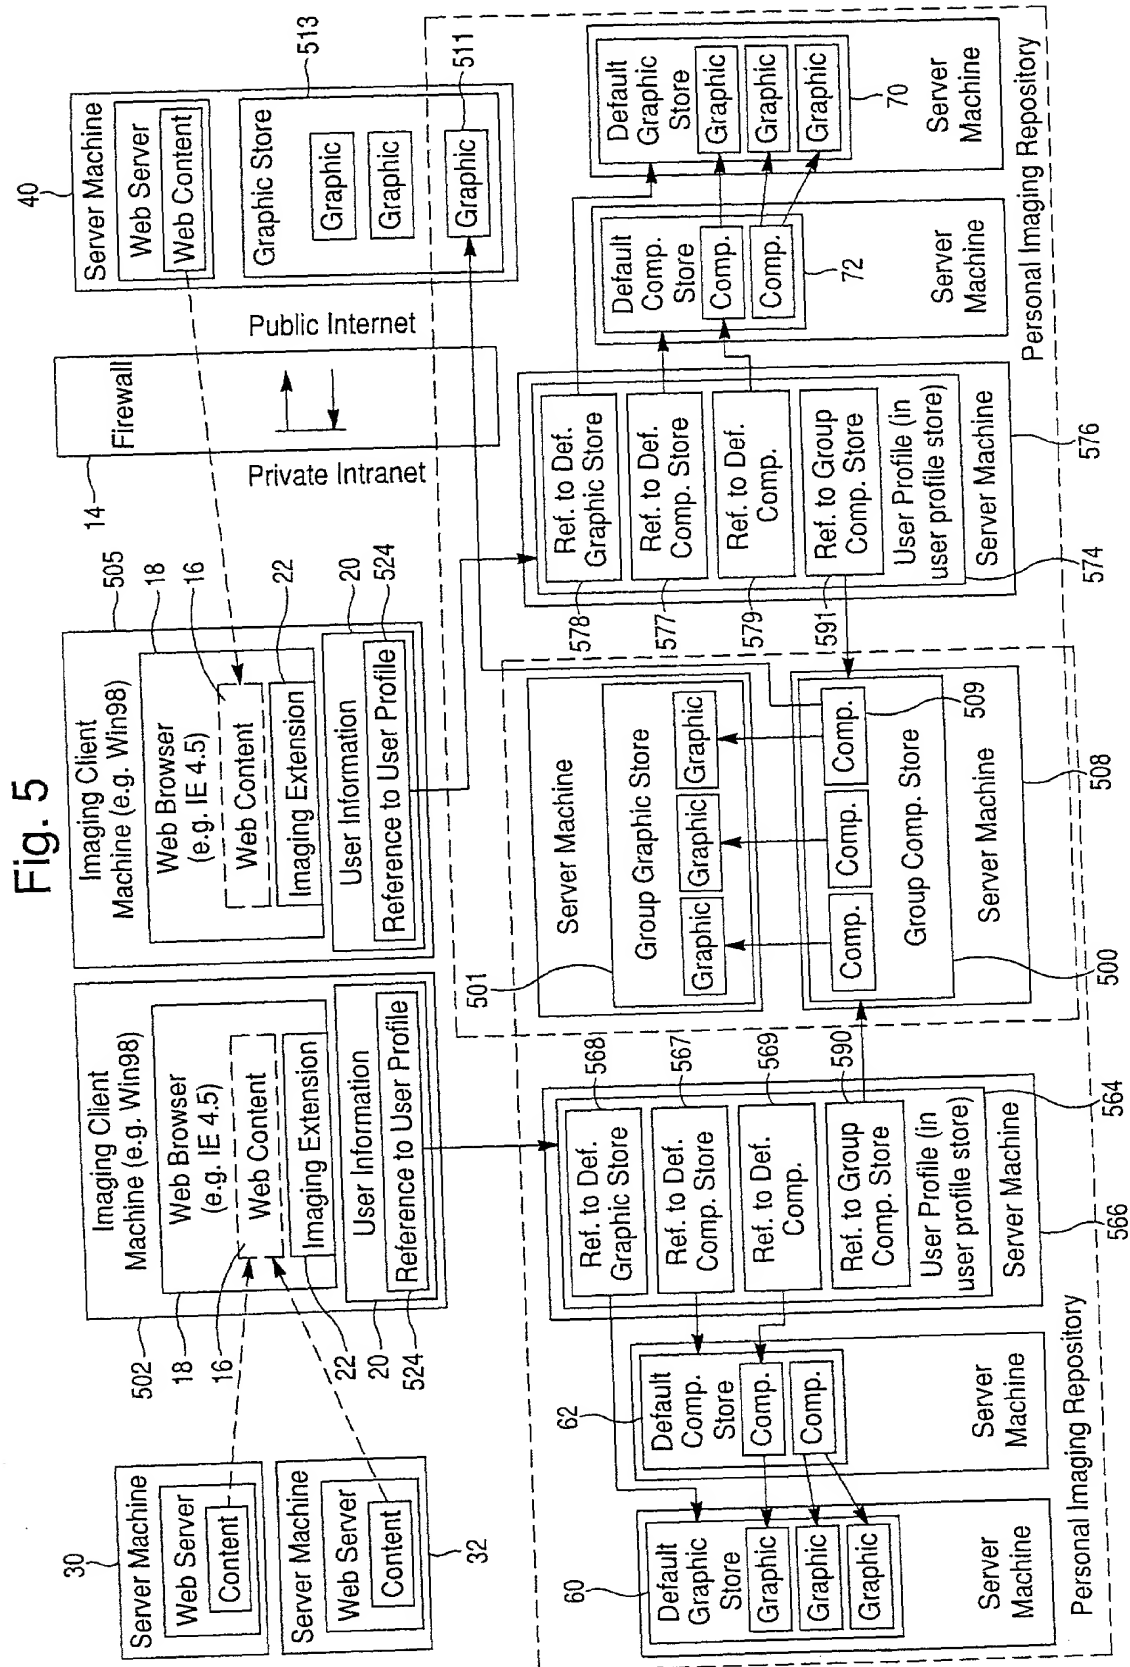 Fig. 5
30
Server Machine
Web Server
Content
Server Machine
Web Server
Content
32
502
18
16
22
20
524
Imaging Client
Machine (e.g. Win98)
Web Browser
(e.g. IE 4.5)
Web Content
Imaging Extension
User Information
Reference to User Profile
Imaging Client
Machine (e.g. Win98)
Web Browser
(e.g. IE 4.5)
Web Content
Imaging Extension
User Information
Reference to User Profile
505
18
16
22
20
524
14
Firewall
Private Intranet
Public Internet
40
Server Machine
Web Server
Web Content
Graphic Store
Graphic
Graphic
Graphic
513
511
60
Default
Graphic
Store
Graphic
Graphic
Graphic
Server
Machine
62
Default
Comp.
Store
Comp.
Comp.
Server
Machine
Personal Imaging Repository
Ref. to Def.
Graphic Store
Ref. to Def.
Comp. Store
Ref. to Def.
Comp.
Ref. to Group
Comp. Store
User Profile (in
user profile store)
Server Machine
568
567
569
590
564
566
501
Server Machine
Group Graphic Store
Graphic
Graphic
Graphic
Comp.
Comp.
Comp.
Group Comp. Store
Server Machine
509
508
500
578
577
579
591
574
576
Ref. to Def.
Graphic Store
Ref. to Def.
Comp. Store
Ref. to Def.
Comp.
Ref. to Group
Comp. Store
User Profile (in
user profile store)
Server Machine
Default
Comp.
Store
Comp.
Comp.
72
Server
Machine
Default
Graphic
Store
Graphic
Graphic
Graphic
70
Server
Machine
Personal Imaging Repository